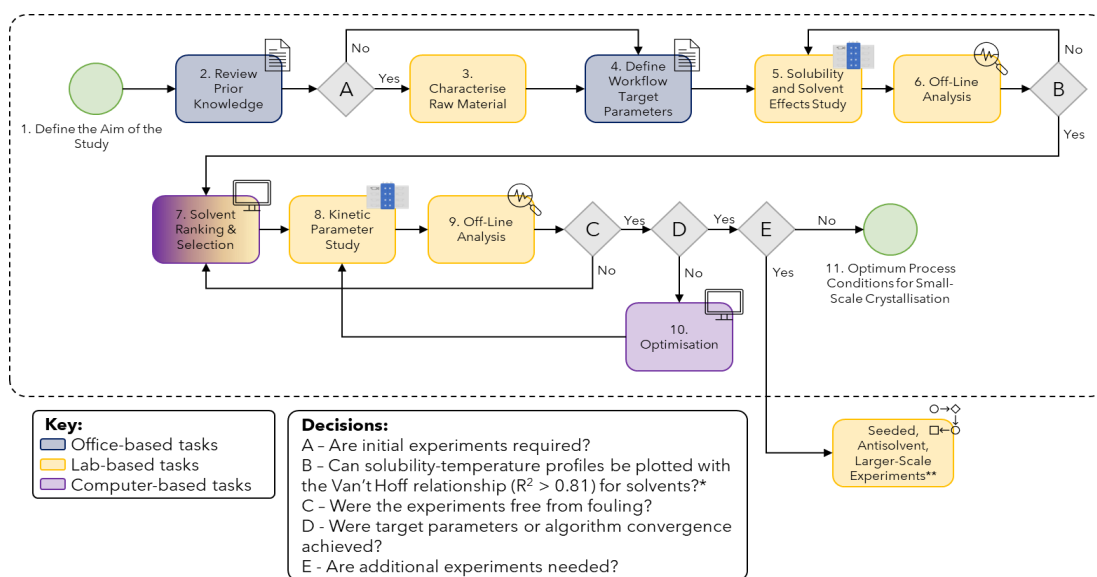 No
2. Review
Prior
Knowledge
A
Yes
3.
Characterise
Raw Material
4. Define
Workflow
Target
Parameters
5. Solubility
and Solvent
Effects Study
6. Off-Line
Analysis
No
B
Yes
1. Define the Aim of the
Study
7. Solvent
Ranking &
Selection
8. Kinetic
Parameter
Study
9. Off-Line
Analysis
C
Yes
D
Yes
E
No
No
No
Yes
11. Optimum Process
Conditions for Small-
Scale Crystallisation
10.
Optimisation
Key:
Office-based tasks
Lab-based tasks
Computer-based tasks
Decisions:
A – Are initial experiments required?
B – Can solubility-temperature profiles be plotted with
the Van't Hoff relationship (R² > 0.81) for solvents?*
C – Were the experiments free from fouling?
D - Were target parameters or algorithm convergence
achieved?
E - Are additional experiments needed?
Seeded,
Antisolvent,
Larger-Scale
Experiments**